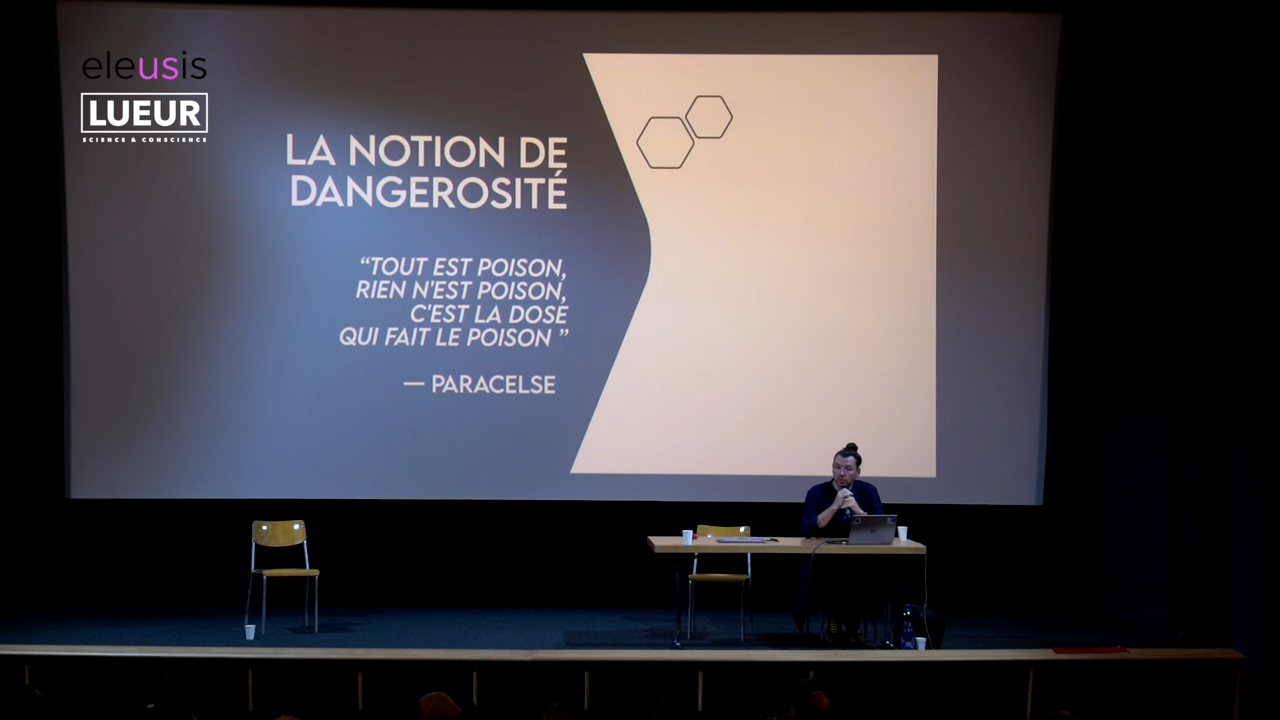 eleusis
LUEUR
SCIENCE & CONSCIENCE
LA NOTION DE
DANGEROSITÉ
“TOUT EST POISON,
RIEN N'EST POISON,
C'EST LA DOSE
QUI FAIT LE POISON ”
— PARACELSE